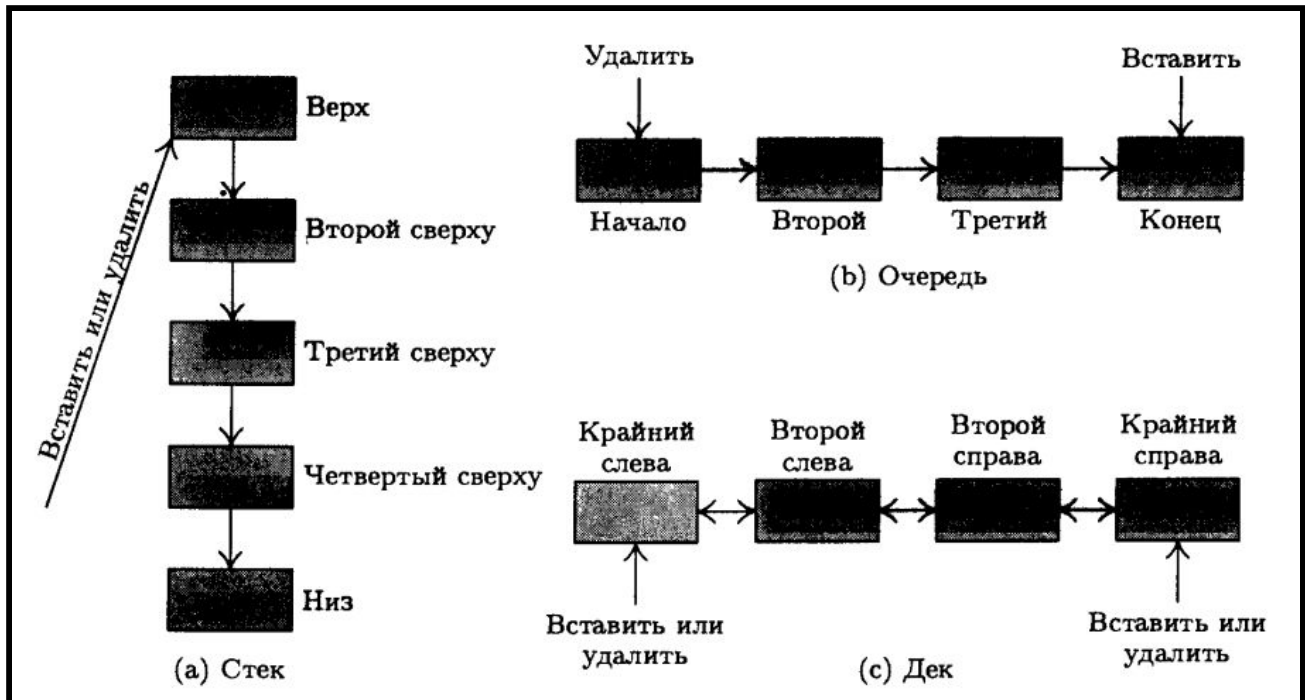 Верх
Второй сверху
Третий сверху
Четвертый сверху
Низ
Вставить или удалить
(a) Стек
Удалить
Вставить
Начало
Второй
Третий
Конец
(b) Очередь
Крайний
слева
Второй
слева
Второй
справа
Крайний
справа
Вставить или
удалить
Вставить или
удалить
(c) Дек